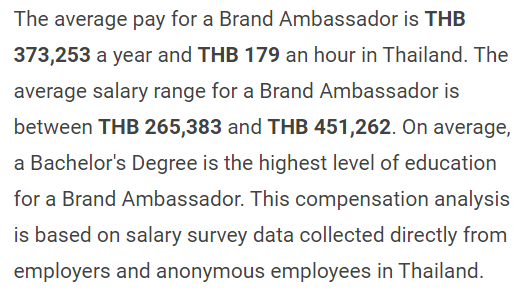 The average pay for a Brand Ambassador is THB
373,253 a year and THB 179 an hour in Thailand. The
average salary range for a Brand Ambassador is
between THB 265,383 and THB 451,262. On average,
a Bachelor's Degree is the highest level of education
for a Brand Ambassador. This compensation analysis
is based on salary survey data collected directly from
employers and anonymous employees in Thailand.